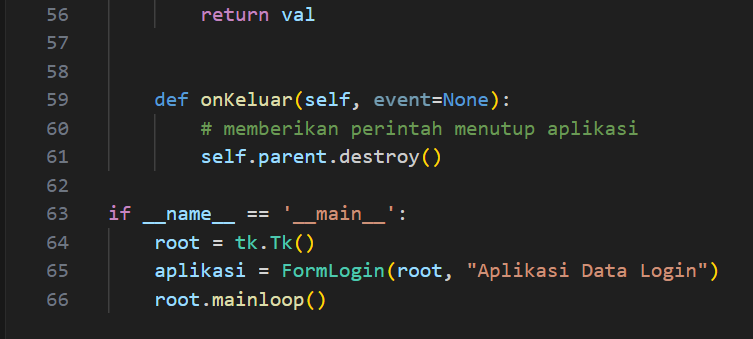 56 return val
57
58
59 def onKeluar(self, event=None):
60 # memberikan perintah menutup aplikasi
61 self.parent.destroy()
62
63 if __name__ == '__main__':
64 root = tk.Tk()
65 aplikasi = FormLogin(root, "Aplikasi Data Login")
66 root.mainloop()